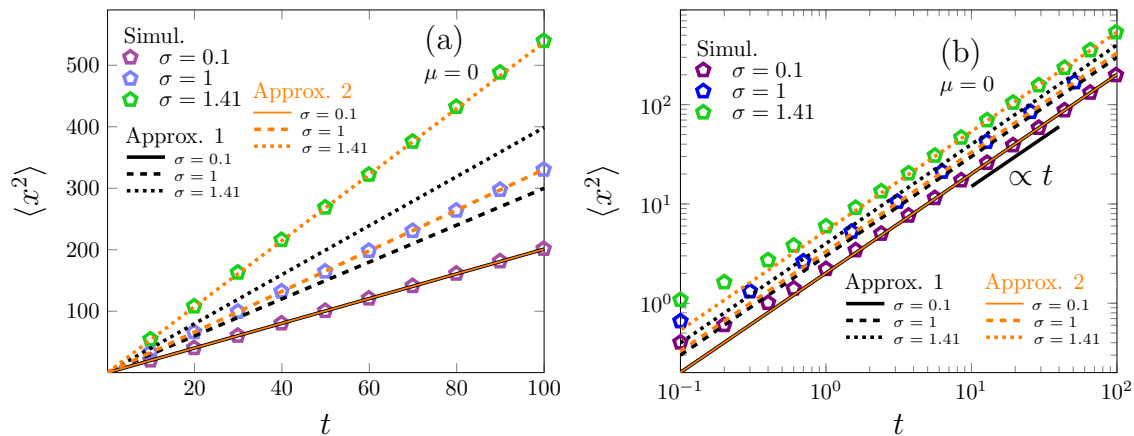 (a)
μ = 0
Simul.
σ = 0.1
σ = 1
σ = 1.41
Approx. 2
σ = 0.1
σ = 1
σ = 1.41
Approx. 1
σ = 0.1
σ = 1
σ = 1.41
500
400
300
200
100
⟨x²⟩
20
40
60
80
100
t
(b)
μ = 0
Simul.
σ = 0.1
σ = 1
σ = 1.41
∝ t
Approx. 1
σ = 0.1
σ = 1
σ = 1.41
Approx. 2
σ = 0.1
σ = 1
σ = 1.41
10²
10¹
10⁰
⟨x²⟩
10⁻¹
10⁰
10¹
10²
t